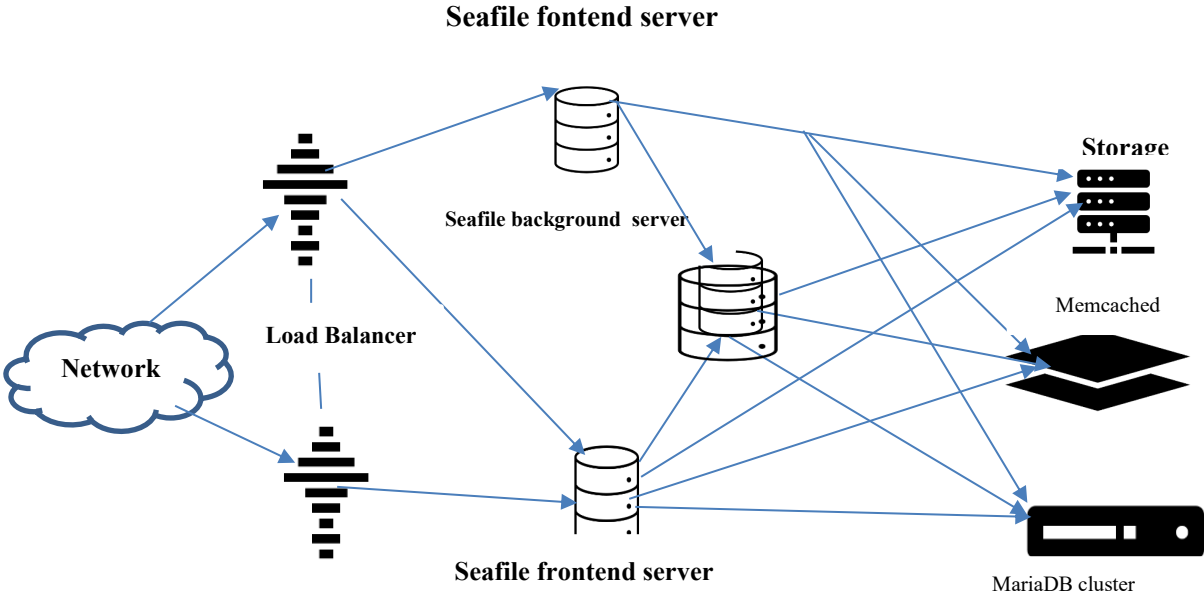 Seafile fontend server
Storage
Seafile background server
Memcached
Load Balancer
Network
Seafile frontend server
MariaDB cluster